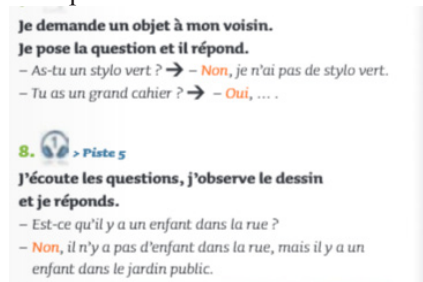 Je demande un objet à mon voisin.
Je pose la question et il répond.
– As-tu un stylo vert ? ➔ – Non, je n'ai pas de stylo vert.
– Tu as un grand cahier ? ➔ – Oui, ... .
8. 1 > Piste 5
J'écoute les questions, j'observe le dessin
et je réponds.
– Est-ce qu'il y a un enfant dans la rue ?
– Non, il n'y a pas d'enfant dans la rue, mais il y a un
enfant dans le jardin public.